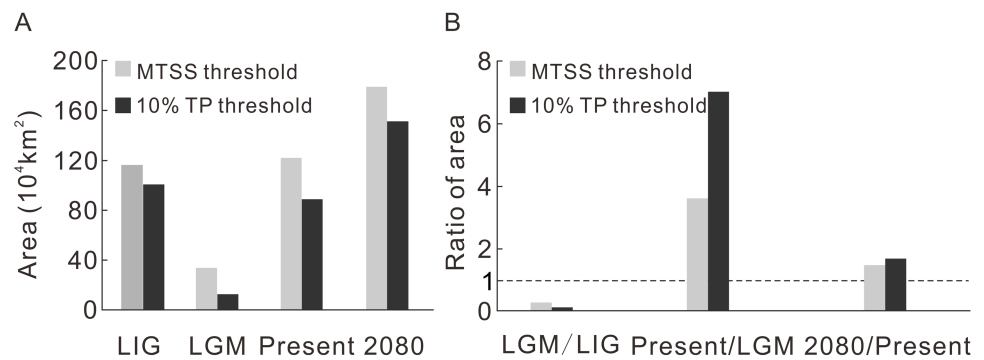 A
Area (10⁴km²)
200
160
120
80
40
0
MTSS threshold
10% TP threshold
LIG LGM Present 2080
B
Ratio of area
8
6
4
2
1
0
MTSS threshold
10% TP threshold
LGM/LIG Present/LGM 2080/Present